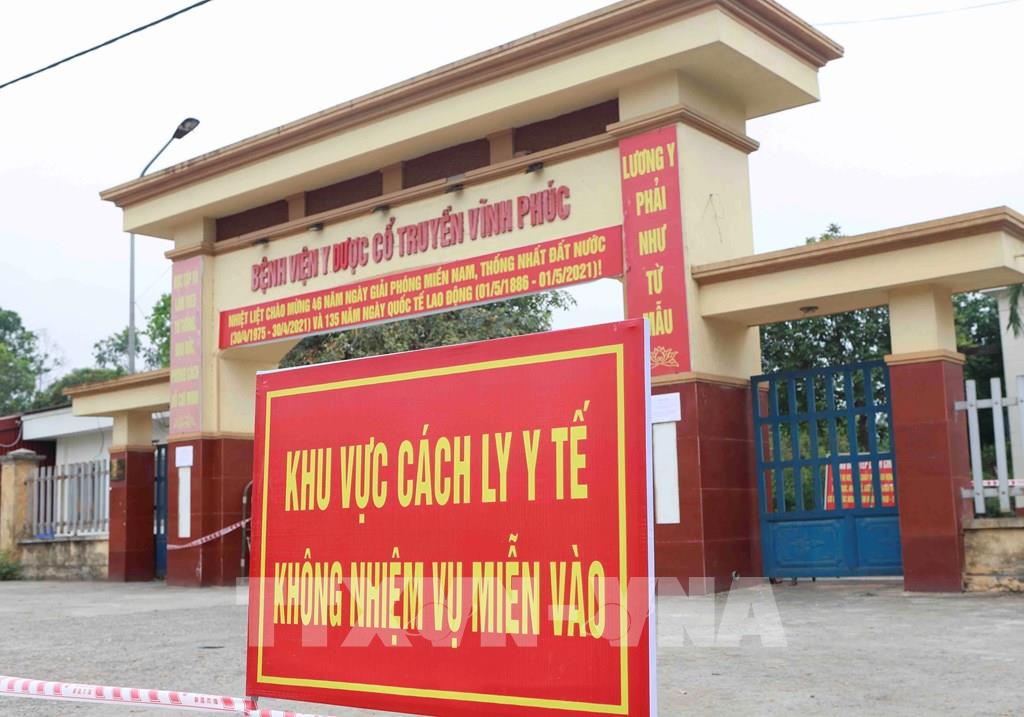 BỆNH VIỆN Y DƯỢC CỔ TRUYỀN VĨNH PHÚC
NHIỆT LIỆT CHÀO MỪNG 46 NĂM NGÀY GIẢI PHÓNG MIỀN NAM, THỐNG NHẤT ĐẤT NƯỚC
(30/4/1975 - 30/4/2021) VÀ 135 NĂM NGÀY QUỐC TẾ LAO ĐỘNG (01/5/1886 - 01/5/2021)!
LƯƠNG Y
PHẢI
NHƯ
TỪ
MẪU
KHU VỰC CÁCH LY Y TẾ
KHÔNG NHIỆM VỤ MIỄN VÀO